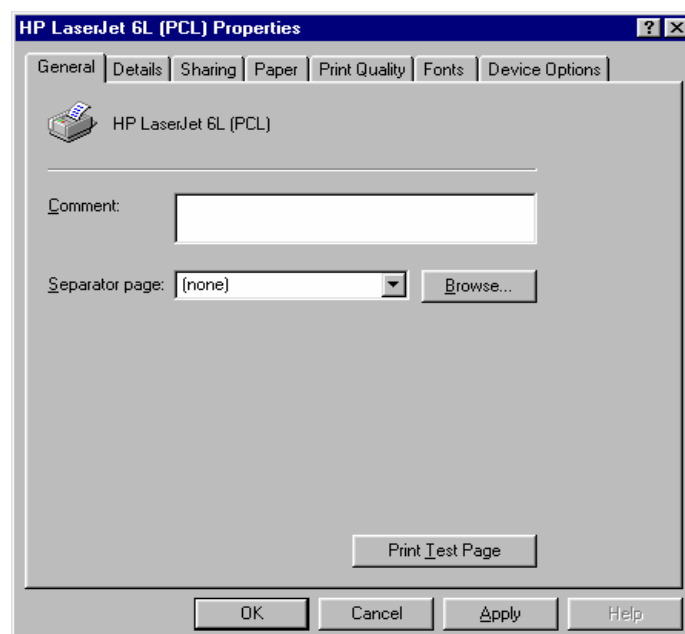 HP LaserJet 6L (PCL) Properties
General Details Sharing Paper Print Quality Fonts Device Options
HP LaserJet 6L (PCL)
Comment:
Separator page: (none) Browse...
Print Test Page
OK Cancel Apply Help